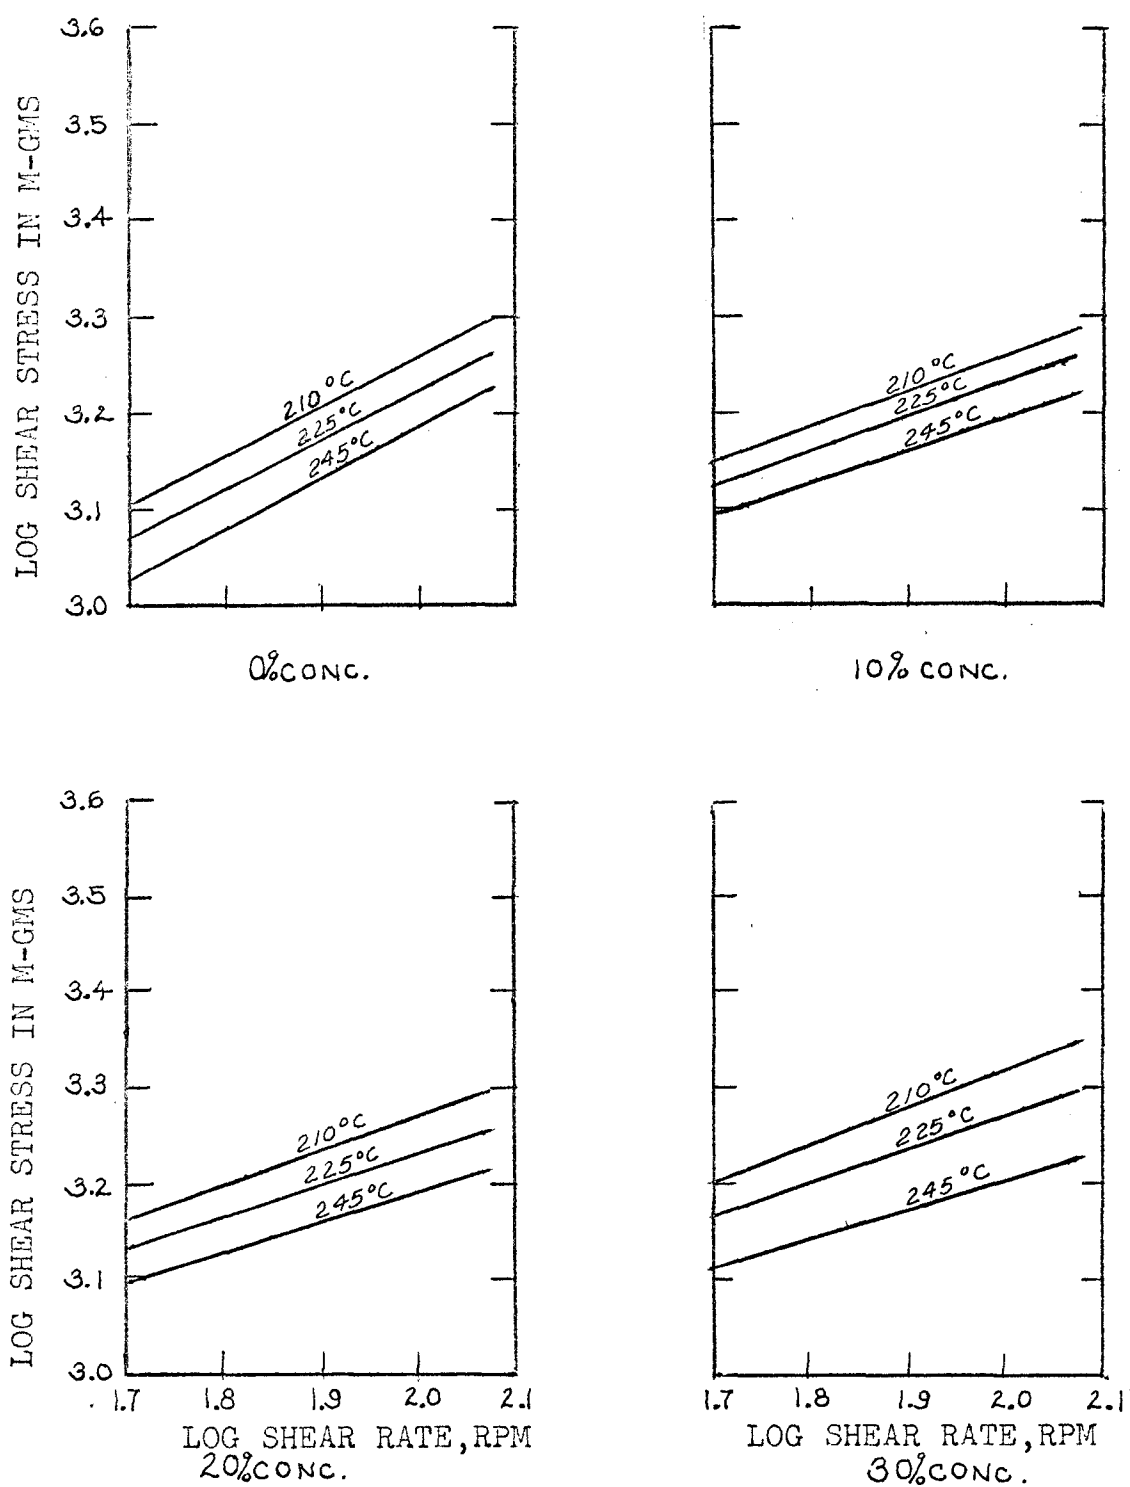 LOG SHEAR STRESS IN M-GMS
3.6
3.5
3.4
3.3
3.2
3.1
3.0
210°C
225°C
245°C
0% CONC.
210°C
225°C
245°C
10% CONC.
LOG SHEAR STRESS IN M-GMS
3.6
3.5
3.4
3.3
3.2
3.1
3.0
210°C
225°C
245°C
1.7 1.8 1.9 2.0 2.1
LOG SHEAR RATE, RPM
20% CONC.
210°C
225°C
245°C
1.7 1.8 1.9 2.0 2.1
LOG SHEAR RATE, RPM
30% CONC.